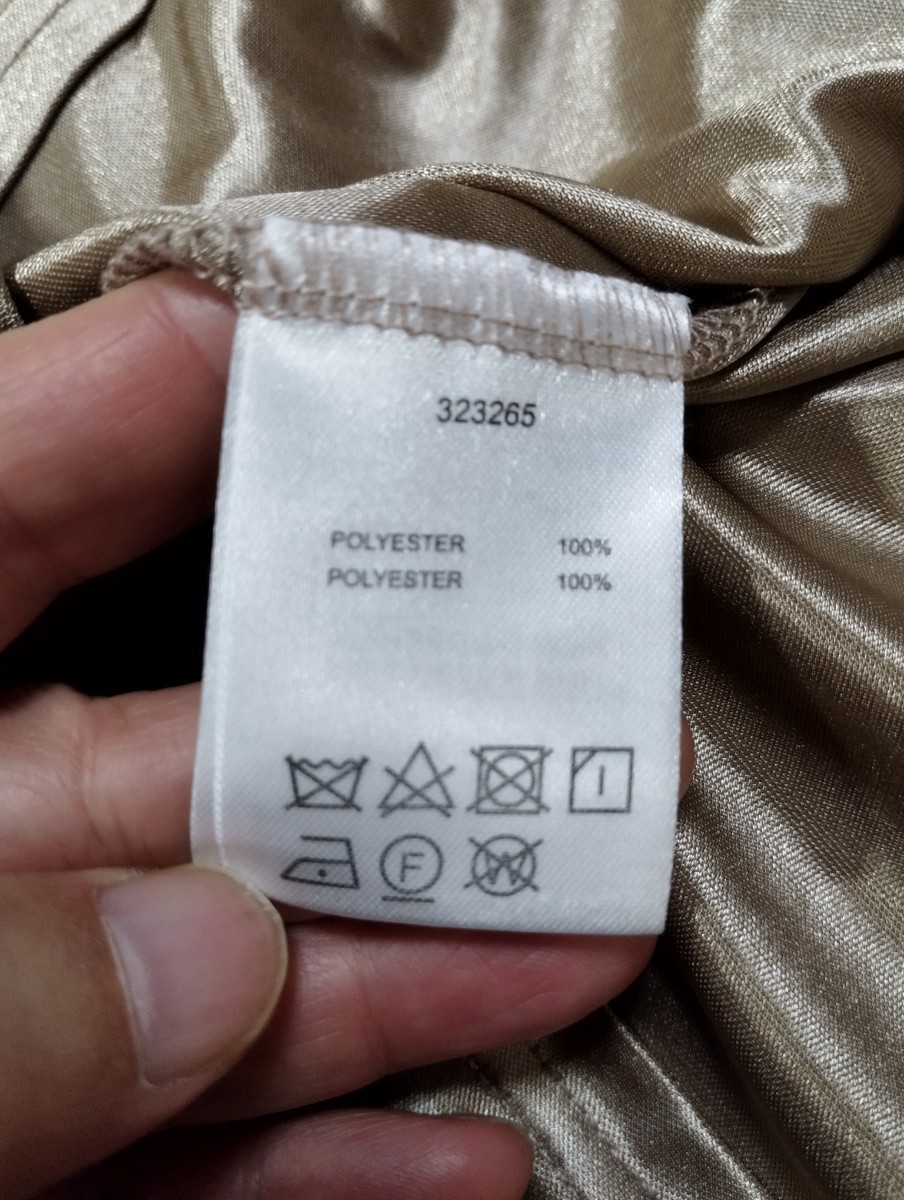 323265
POLYESTER 100%
POLYESTER 100%
F
W